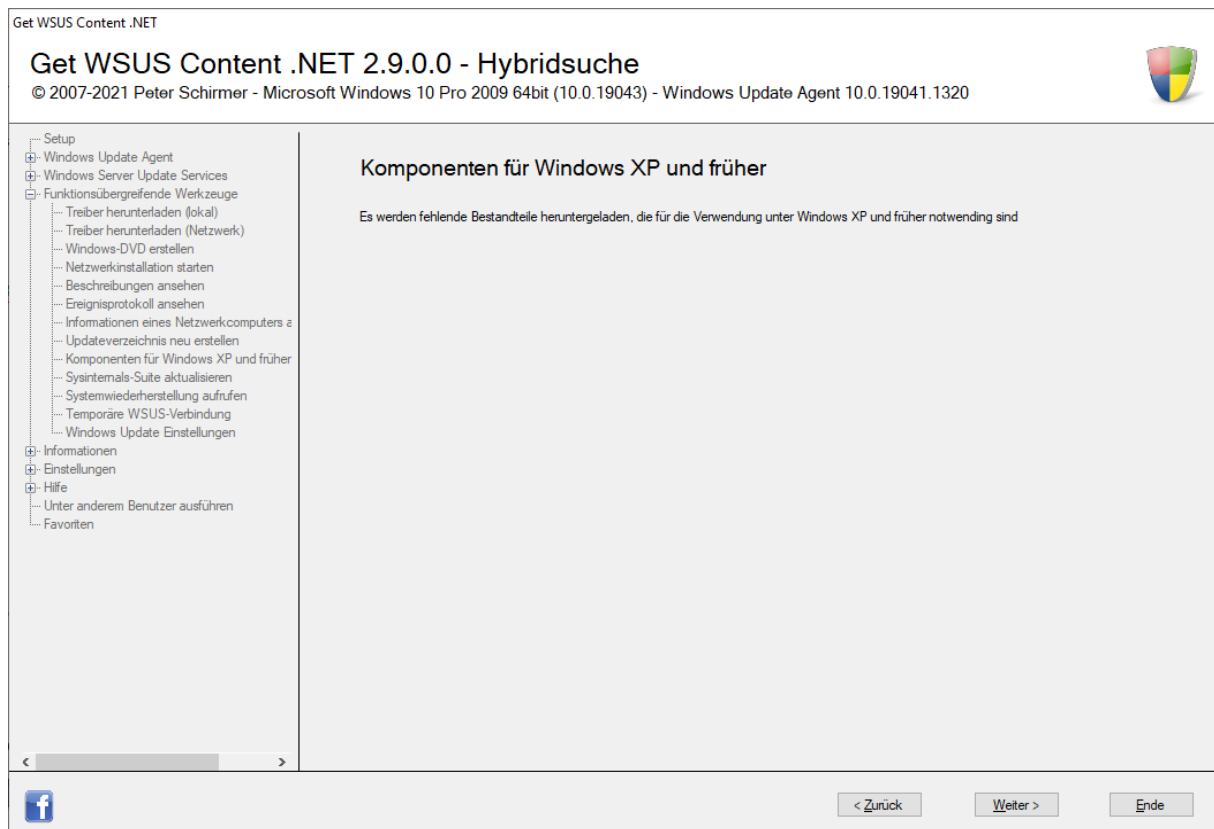 Get WSUS Content .NET
Get WSUS Content .NET 2.9.0.0 - Hybridsuche
© 2007-2021 Peter Schirmer - Microsoft Windows 10 Pro 2009 64bit (10.0.19043) - Windows Update Agent 10.0.19041.1320
Setup
Windows Update Agent
Windows Server Update Services
Funktionsübergreifende Werkzeuge
Treiber herunterladen (lokal)
Treiber herunterladen (Netzwerk)
Windows-DVD erstellen
Netzwerkinstallation starten
Beschreibungen ansehen
Ereignisprotokoll ansehen
Informationen eines Netzwerkcomputers a
Updateverzeichnis neu erstellen
Komponenten für Windows XP und früher
Sysinternals-Suite aktualisieren
Systemwiederherstellung aufrufen
Temporäre WSUS-Verbindung
Windows Update Einstellungen
Informationen
Einstellungen
Hilfe
Unter anderem Benutzer ausführen
Favoriten
Komponenten für Windows XP und früher
Es werden fehlende Bestandteile heruntergeladen, die für die Verwendung unter Windows XP und früher notwending sind
< Zurück
Weiter >
Ende